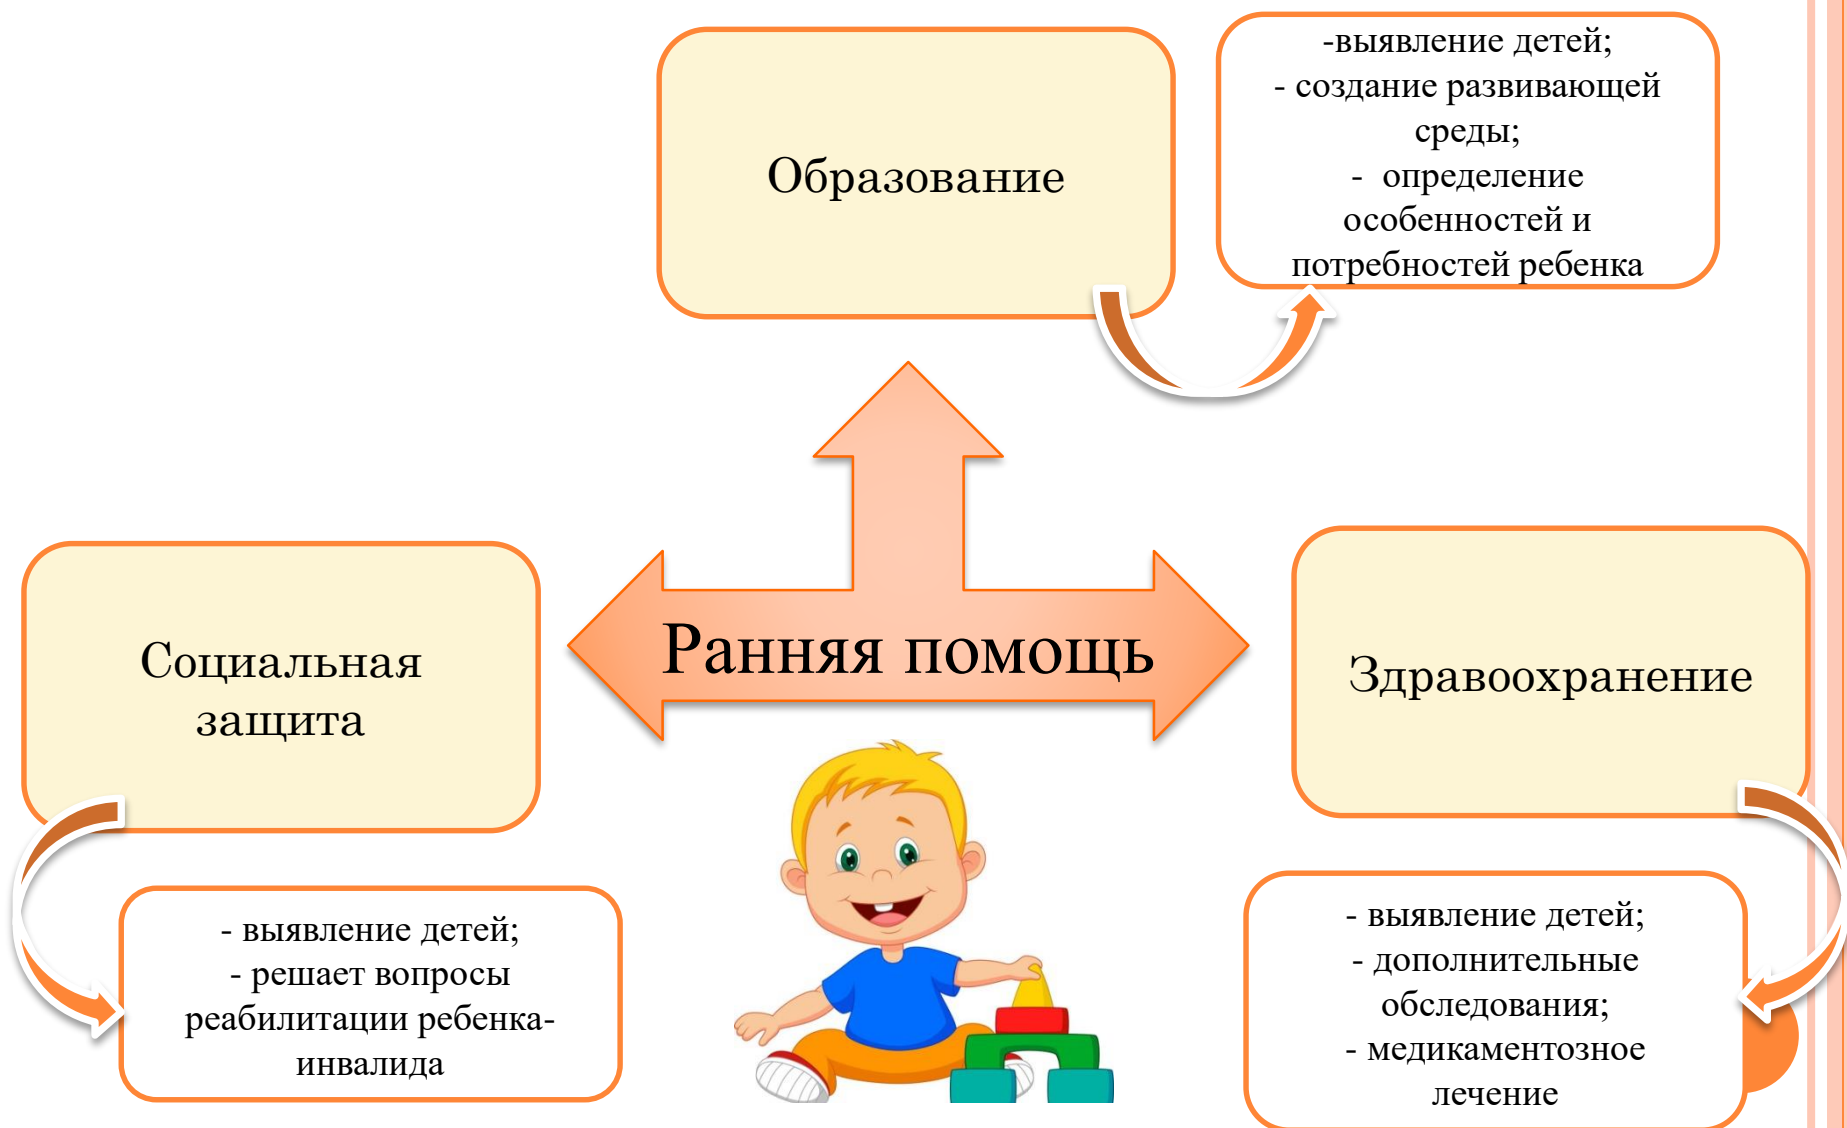 Образование
-выявление детей;
- создание развивающей
среды;
- определение
особенностей и
потребностей ребенка
Ранняя помощь
Социальная
защита
Здравоохранение
- выявление детей;
- решает вопросы
реабилитации ребенка-
инвалида
- выявление детей;
- дополнительные
обследования;
- медикаментозное
лечение